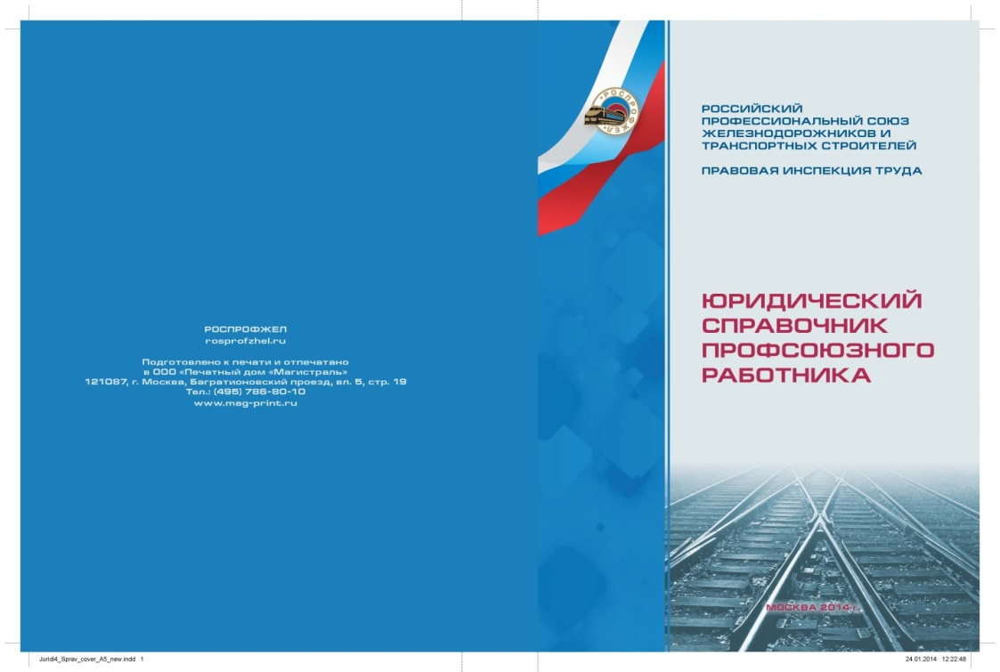 РОССИЙСКИЙ
ПРОФЕССИОНАЛЬНЫЙ СОЮЗ
ЖЕЛЕЗНОДОРОЖНИКОВ И
ТРАНСПОРТНЫХ СТРОИТЕЛЕЙ
ПРАВОВАЯ ИНСПЕКЦИЯ ТРУДА
РОСПРОФЖЕЛ
ЮРИДИЧЕСКИЙ
СПРАВОЧНИК
ПРОФСОЮЗНОГО
РАБОТНИКА
МОСКВА 2014 г.
РОСПРОФЖЕЛ
rosprofzhel.ru
Подготовлено к печати и отпечатано
в ООО «Печатный дом «Магистраль»
121087, г. Москва, Багратионовский проезд, вл. 5, стр. 19
Тел.: (495) 786-80-10
www.mag-print.ru
Juridi4_Sprav_cover_A5_new.indd 1
24.01.2014 12:22:48